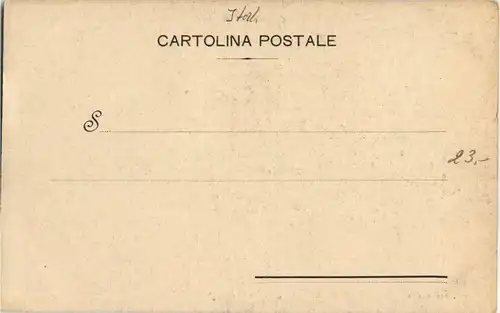 Ital.
CARTOLINA POSTALE
S
23.-